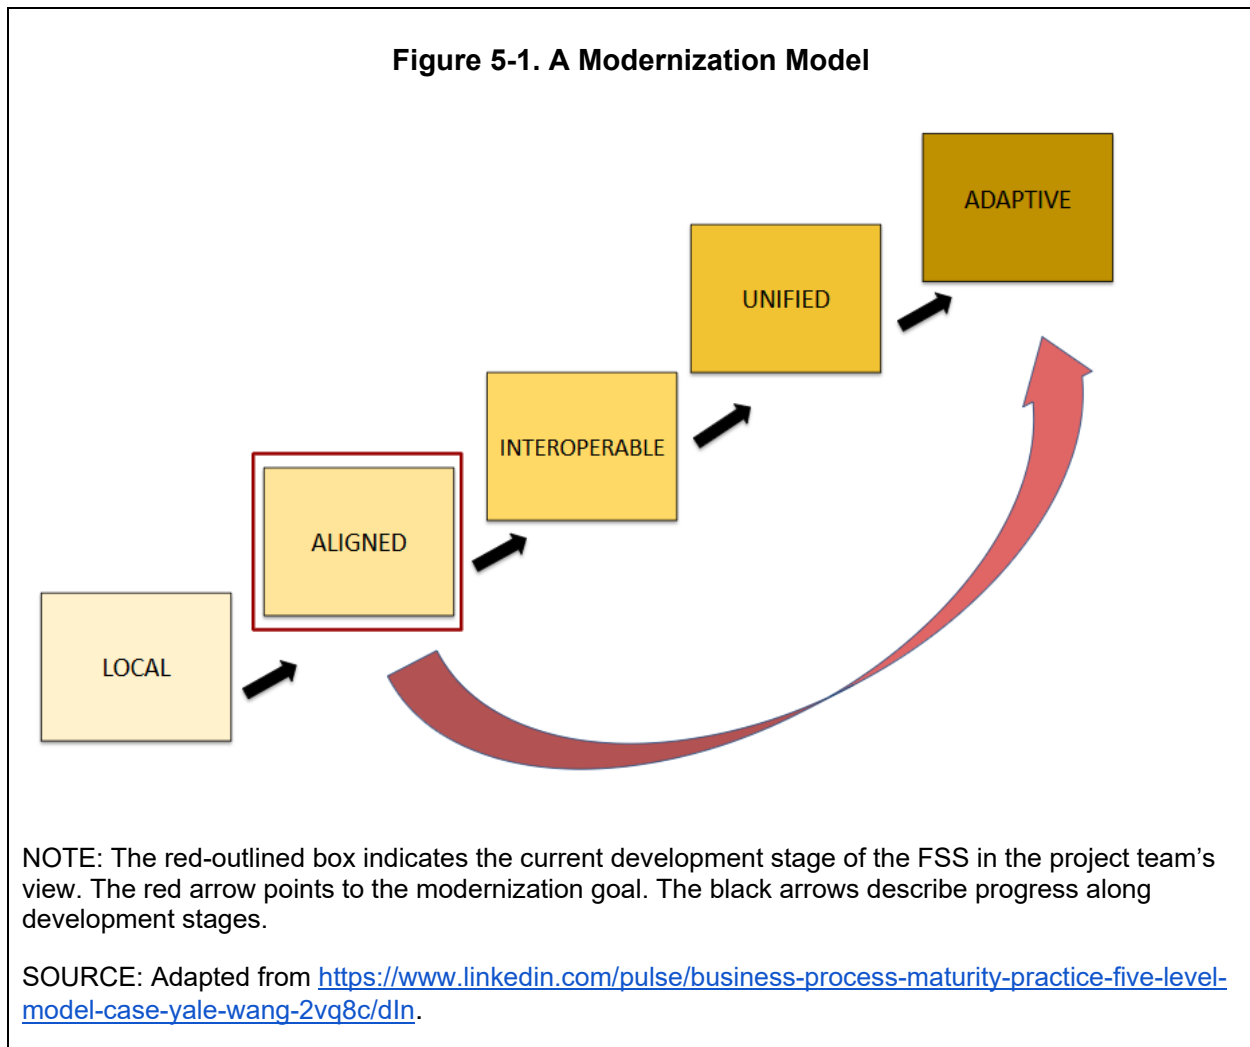 Figure 5-1. A Modernization Model
ADAPTIVE
UNIFIED
INTEROPERABLE
ALIGNED
LOCAL
NOTE: The red-outlined box indicates the current development stage of the FSS in the project team’s
view. The red arrow points to the modernization goal. The black arrows describe progress along
development stages.
SOURCE: Adapted from https://www.linkedin.com/pulse/business-process-maturity-practice-five-level-
model-case-yale-wang-2vq8c/dIn.